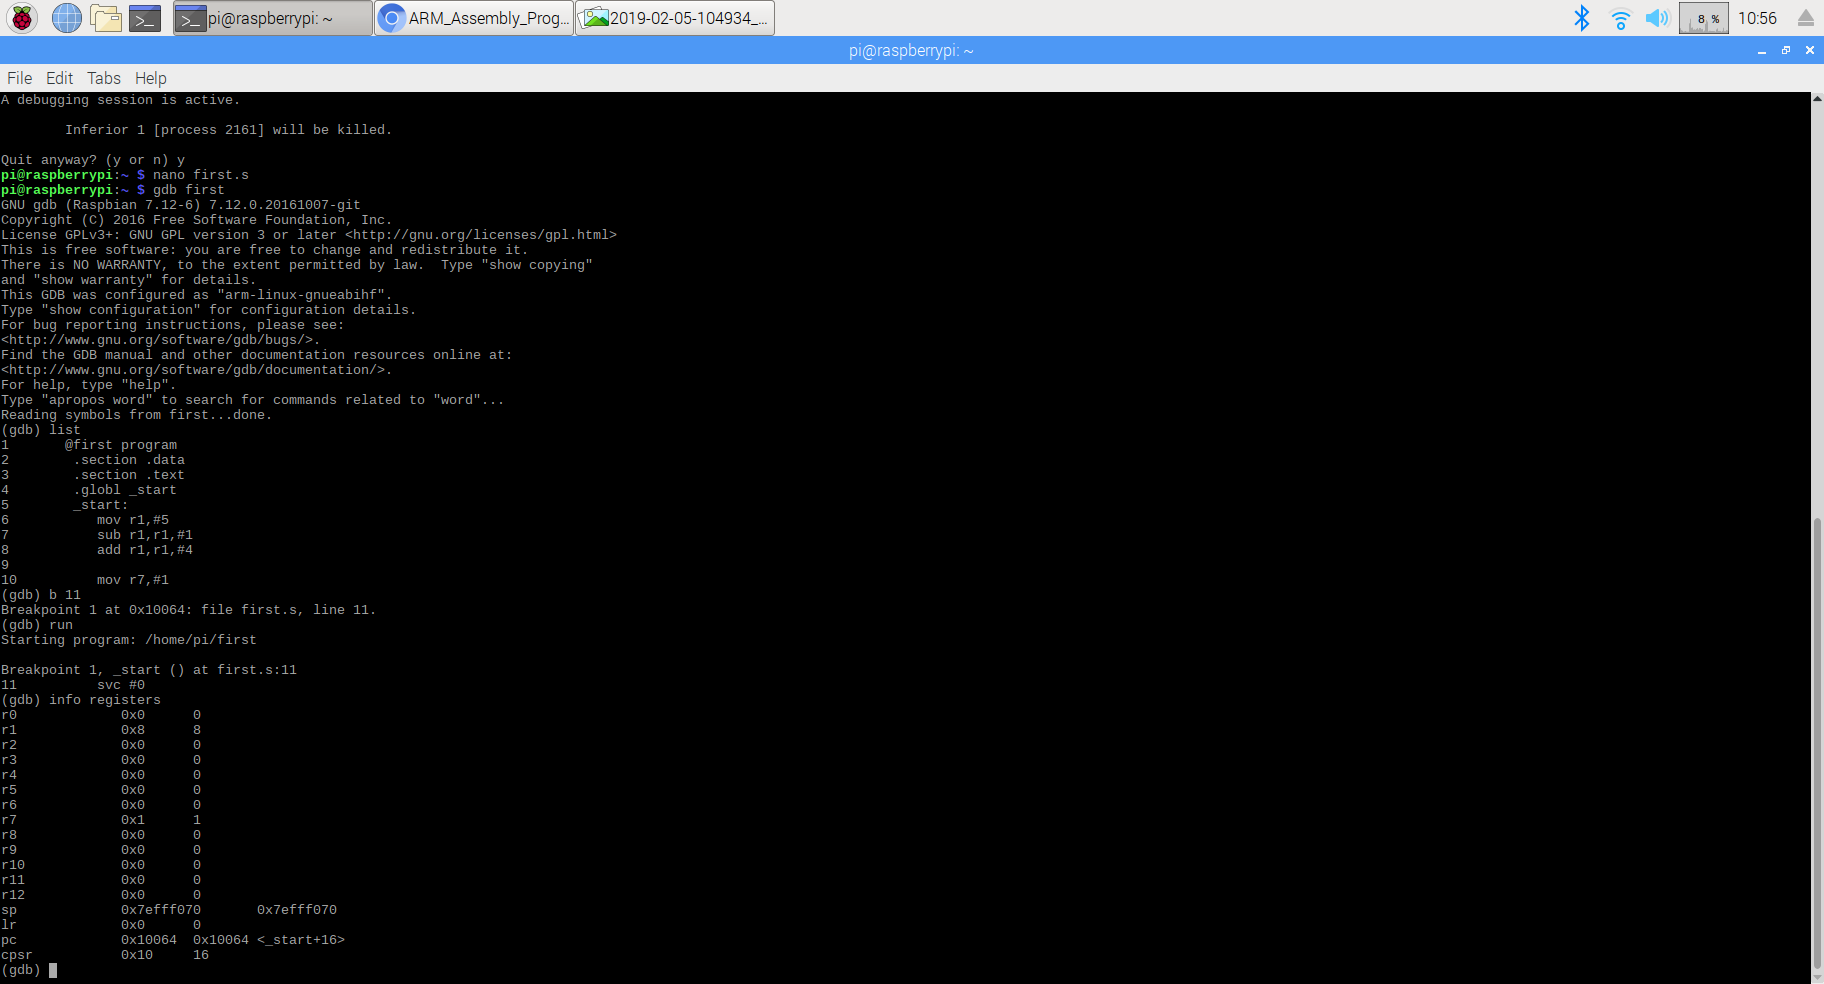 pi@raspberrypi: ~
ARM_Assembly_Prog...
2019-02-05-104934_...
8 %
10:56
pi@raspberrypi: ~
File Edit Tabs Help
A debugging session is active.
Inferior 1 [process 2161] will be killed.
Quit anyway? (y or n) y
pi@raspberrypi:~ $ nano first.s
pi@raspberrypi:~ $ gdb first
GNU gdb (Raspbian 7.12-6) 7.12.0.20161007-git
Copyright (C) 2016 Free Software Foundation, Inc.
License GPLv3+: GNU GPL version 3 or later <http://gnu.org/licenses/gpl.html>
This is free software: you are free to change and redistribute it.
There is NO WARRANTY, to the extent permitted by law.  Type "show copying"
and "show warranty" for details.
This GDB was configured as "arm-linux-gnueabihf".
Type "show configuration" for configuration details.
For bug reporting instructions, please see:
<http://www.gnu.org/software/gdb/bugs/>.
Find the GDB manual and other documentation resources online at:
<http://www.gnu.org/software/gdb/documentation/>.
For help, type "help".
Type "apropos word" to search for commands related to "word"...
Reading symbols from first...done.
(gdb) list
1       @first program
2        .section .data
3        .section .text
4        .globl _start
5        _start:
6           mov r1,#5
7           sub r1,r1,#1
8           add r1,r1,#4
9
10          mov r7,#1
(gdb) b 11
Breakpoint 1 at 0x10064: file first.s, line 11.
(gdb) run
Starting program: /home/pi/first
Breakpoint 1, _start () at first.s:11
11          svc #0
(gdb) info registers
r0             0x0      0
r1             0x8      8
r2             0x0      0
r3             0x0      0
r4             0x0      0
r5             0x0      0
r6             0x0      0
r7             0x1      1
r8             0x0      0
r9             0x0      0
r10            0x0      0
r11            0x0      0
r12            0x0      0
sp             0x7efff070       0x7efff070
lr             0x0      0
pc             0x10064  0x10064 <_start+16>
cpsr           0x10     16
(gdb)